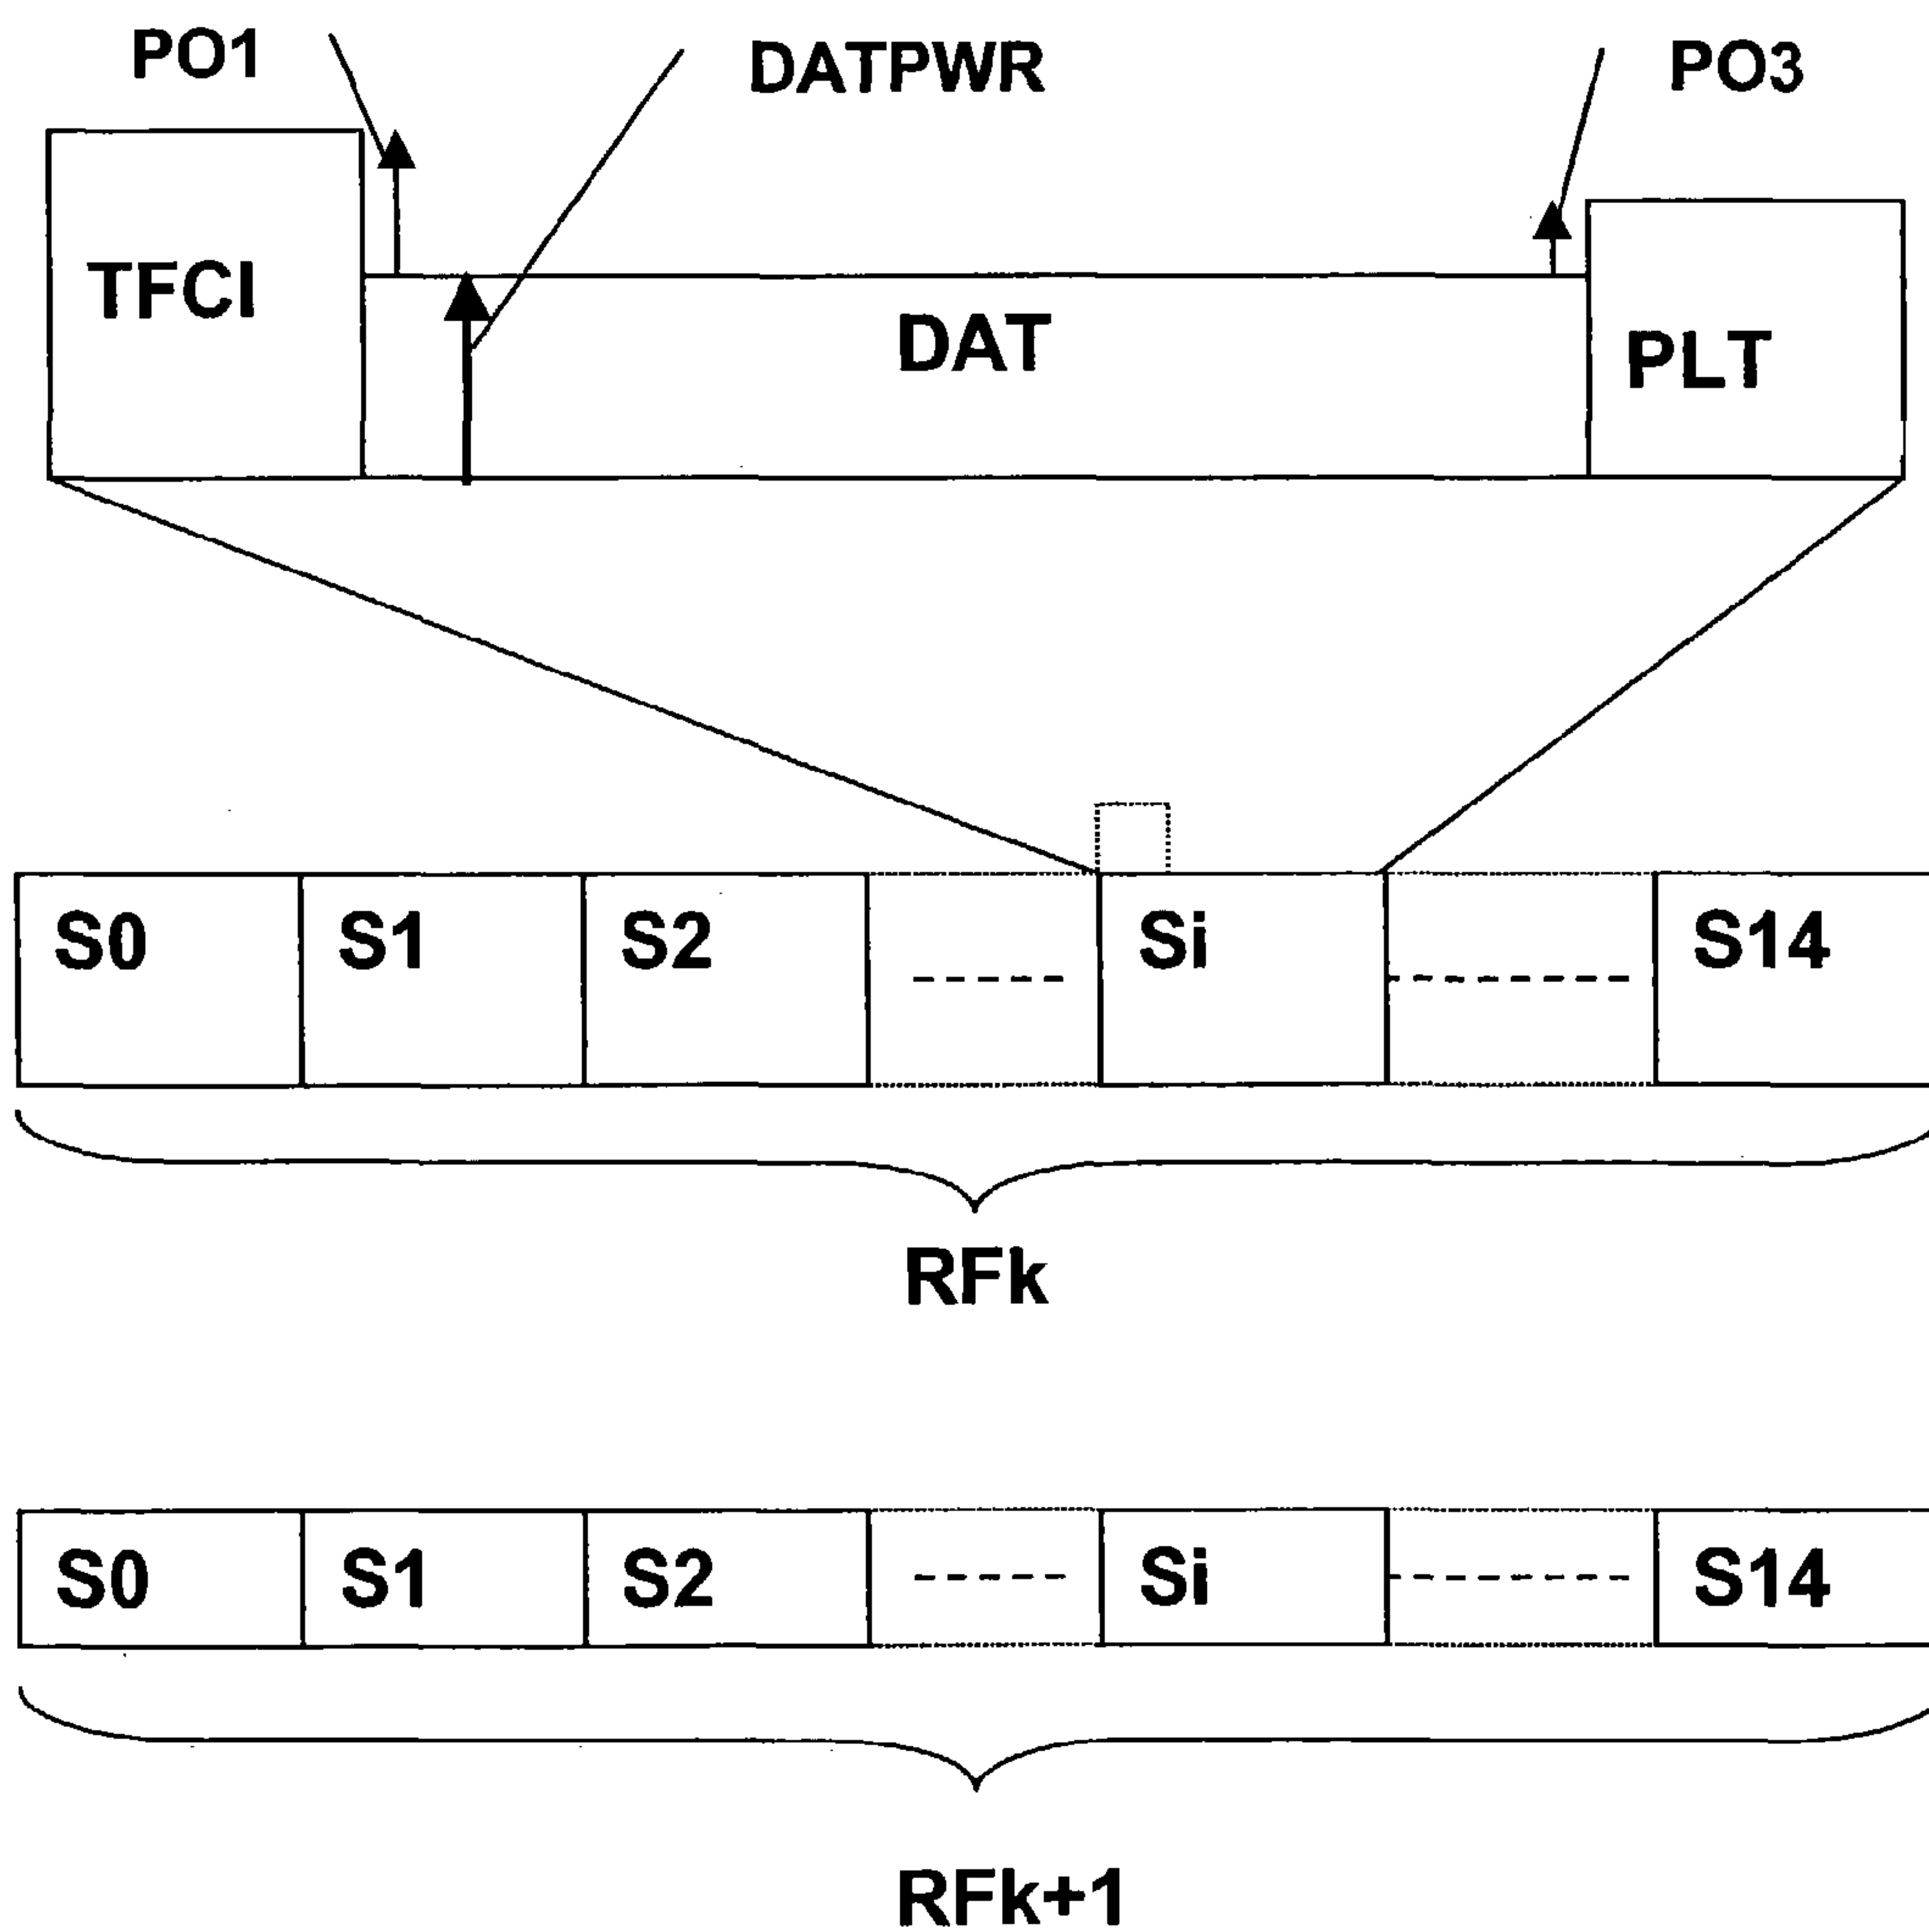 PO1 DATPWR PO3
TFCI DAT PLT
S0 S1 S2 Si S14
RFk
S0 S1 S2 Si S14
RFk+1